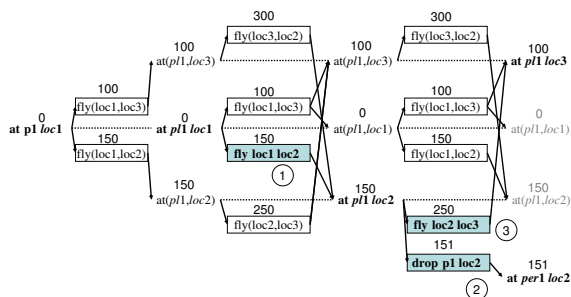 300
fly(loc3,loc2)
300
fly(loc3,loc2)
100
at(pl1,loc3)
100
at(pl1,loc3)
100
at pl1 loc3
100
fly(loc1,loc3)
100
fly(loc1,loc3)
100
fly(loc1,loc3)
0
at p1 loc1
0
at pl1 loc1
0
at(pl1,loc1)
0
at(pl1,loc1)
150
fly(loc1,loc2)
150
fly loc1 loc2
1
150
fly(loc1,loc2)
150
at(pl1,loc2)
150
at pl1 loc2
150
at(pl1,loc2)
250
fly(loc2,loc3)
250
fly loc2 loc3
3
151
drop p1 loc2
2
151
at per1 loc2